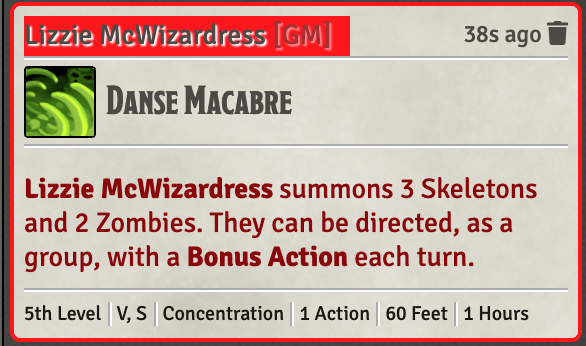 Lizzie McWizardress [GM] 38s ago
Danse Macabre
Lizzie McWizardress summons 3 Skeletons
and 2 Zombies. They can be directed, as a
group, with a Bonus Action each turn.
5th Level | V, S | Concentration | 1 Action | 60 Feet | 1 Hours